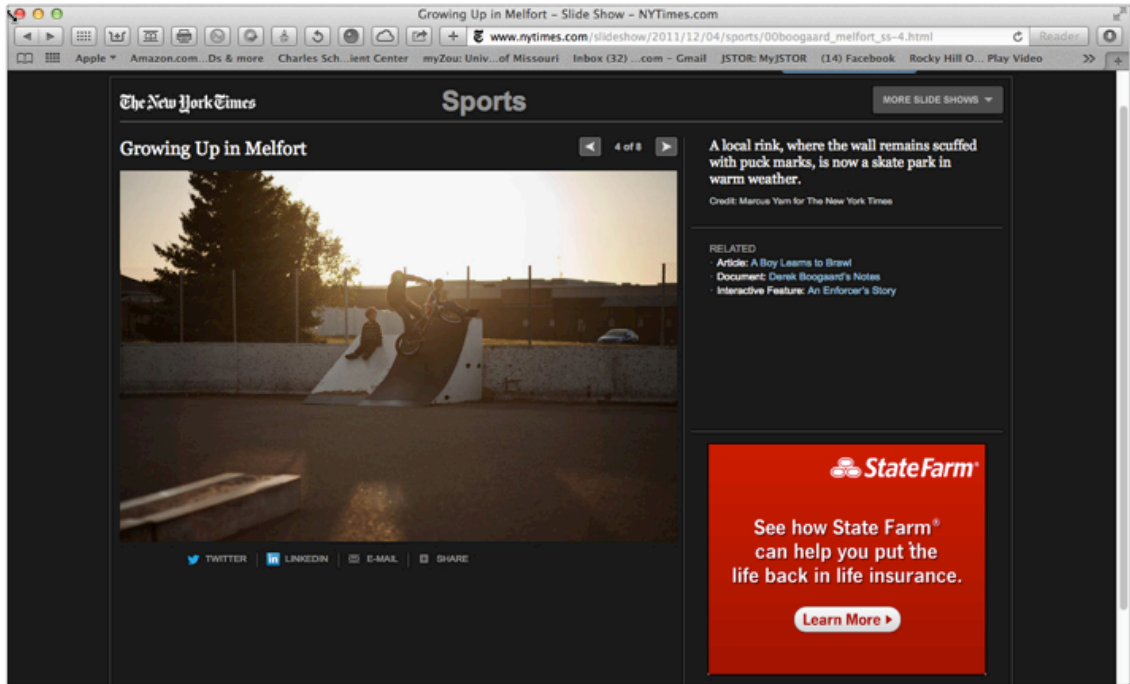 Growing Up in Melfort – Slide Show – NYTimes.com
www.nytimes.com/slideshow/2011/12/04/sports/00boogaard_melfort_ss-4.html
Reader
Apple Amazon.com...Ds & more Charles Sch...ient Center myZou: Univ...of Missouri Inbox (32) ...com – Gmail JSTOR: MyJSTOR (14) Facebook Rocky Hill O... Play Video >>
The New York Times
Sports
MORE SLIDE SHOWS
Growing Up in Melfort
4 of 8
A local rink, where the wall remains scuffed
with puck marks, is now a skate park in
warm weather.
Credit: Marcus Yam for The New York Times
RELATED
· Article: A Boy Learns to Brawl
· Document: Derek Boogaard's Notes
· Interactive Feature: An Enforcer's Story
TWITTER
in LINKEDIN
E-MAIL
SHARE
StateFarm®
See how State Farm®
can help you put the
life back in life insurance.
Learn More